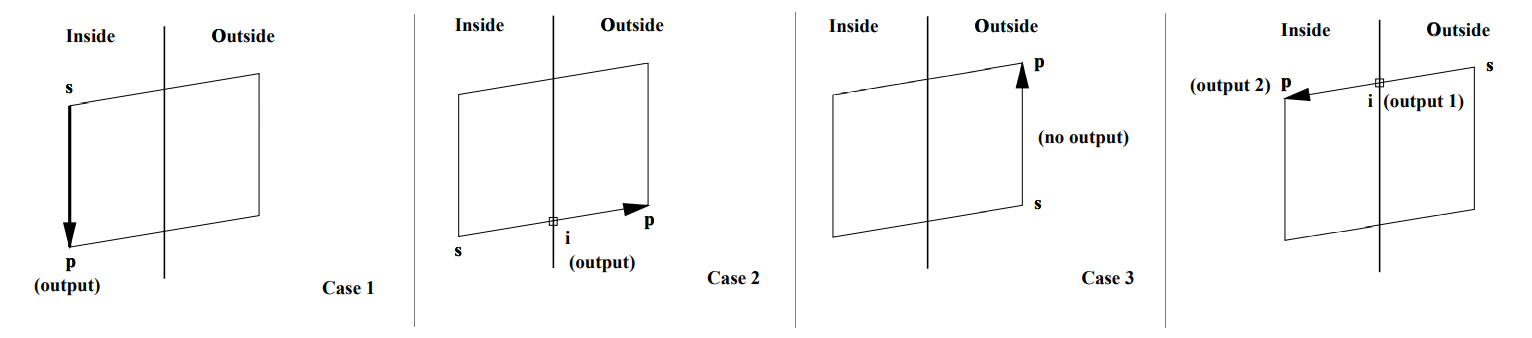 Inside Outside
s
p
(output)
Case 1
Inside Outside
s
i
p
(output)
Case 2
Inside Outside
p
(no output)
s
Case 3
Inside Outside
s
(output 2) p
i (output 1)